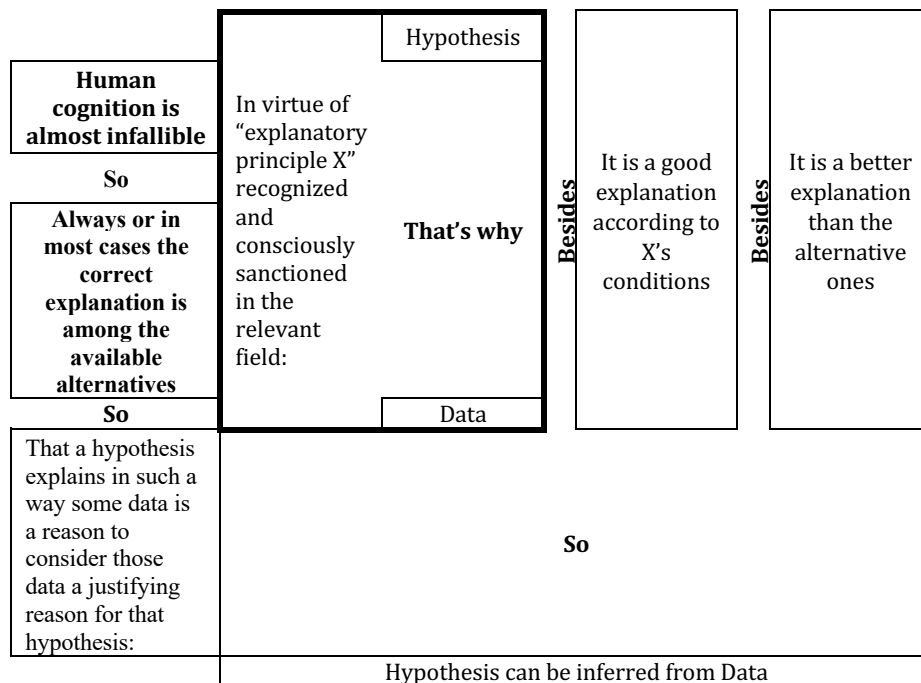 Human
cognition is
almost infallible
So
Always or in
most cases the
correct
explanation is
among the
available
alternatives
So
That a hypothesis
explains in such a
way some data is
a reason to
consider those
data a justifying
reason for that
hypothesis:
In virtue of
“explanatory
principle X”
recognized
and
consciously
sanctioned
in the
relevant
field:
Hypothesis
That’s why
Data
Besides
It is a good
explanation
according to
X’s
conditions
Besides
It is a better
explanation
than the
alternative
ones
So
Hypothesis can be inferred from Data